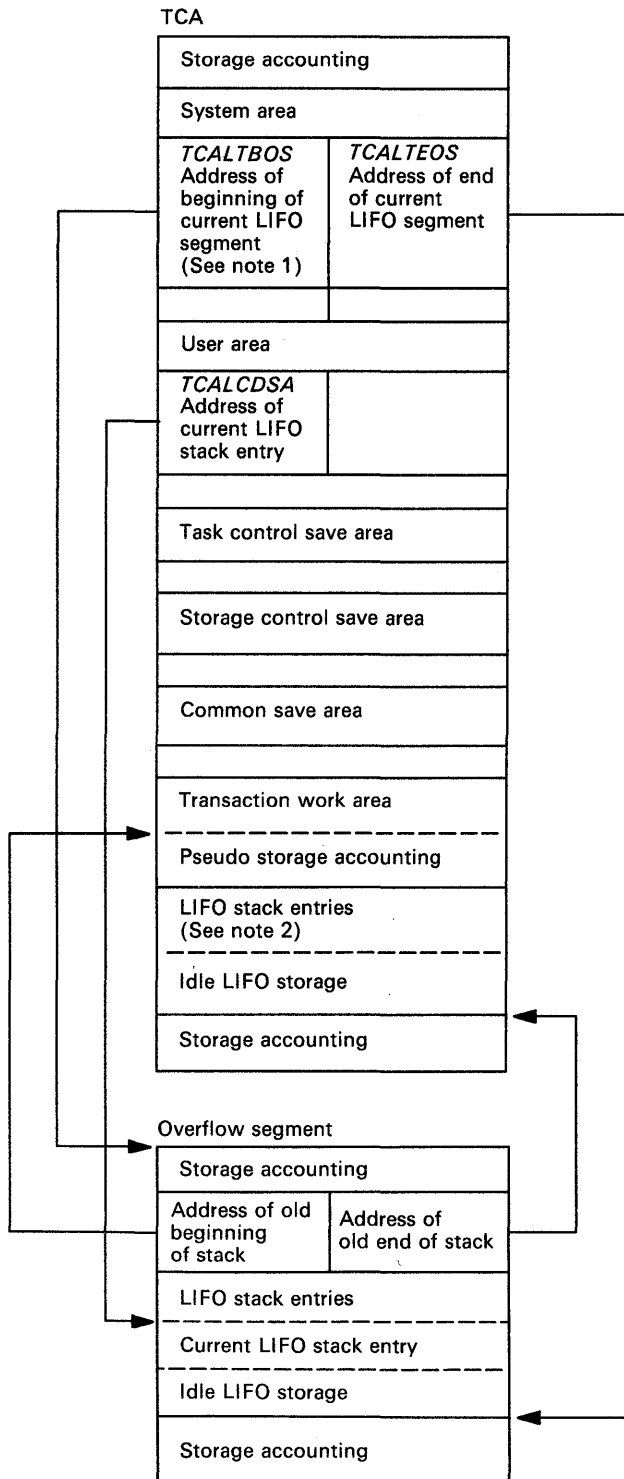 TCA
Storage accounting
System area
TCALTBOS
Address of
beginning of
current LIFO
segment
(See note 1)
TCALTEOS
Address of end
of current
LIFO segment
User area
TCALCDSA
Address of
current LIFO
stack entry
Task control save area
Storage control save area
Common save area
Transaction work area
Pseudo storage accounting
LIFO stack entries
(See note 2)
Idle LIFO storage
Storage accounting
Overflow segment
Storage accounting
Address of old
beginning
of stack
Address of
old end of stack
LIFO stack entries
Current LIFO stack entry
Idle LIFO storage
Storage accounting